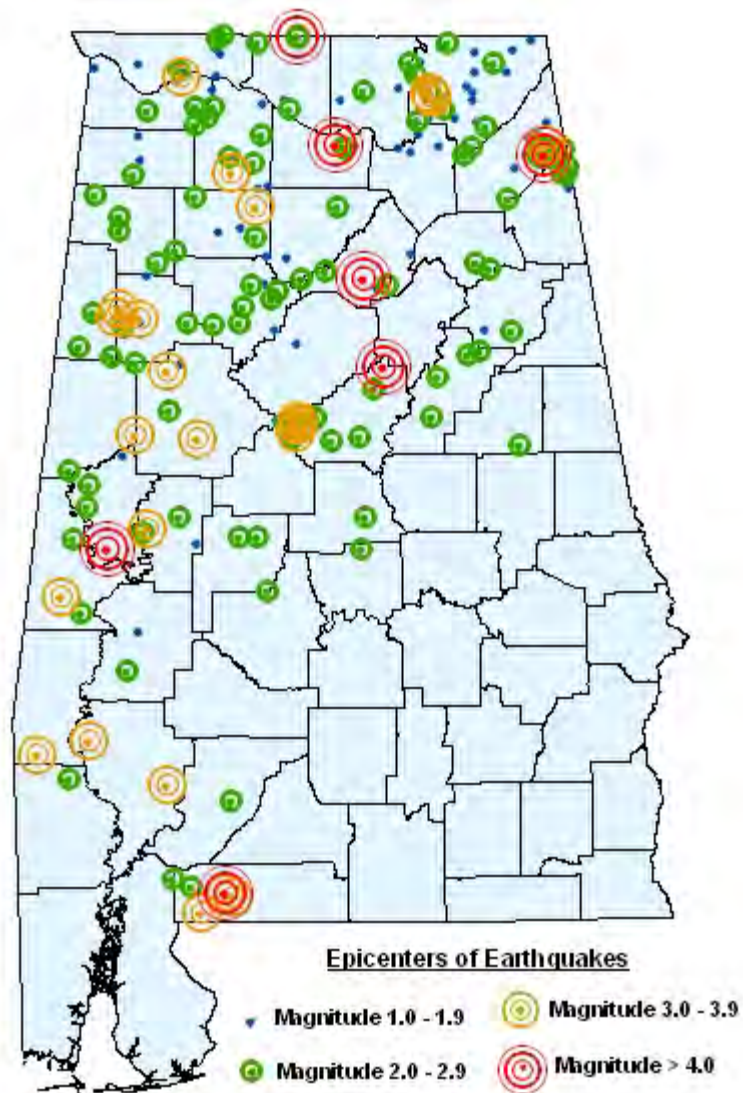 Epicenters of Earthquakes
Magnitude 1.0 - 1.9
Magnitude 3.0 - 3.9
Magnitude 2.0 - 2.9
Magnitude > 4.0